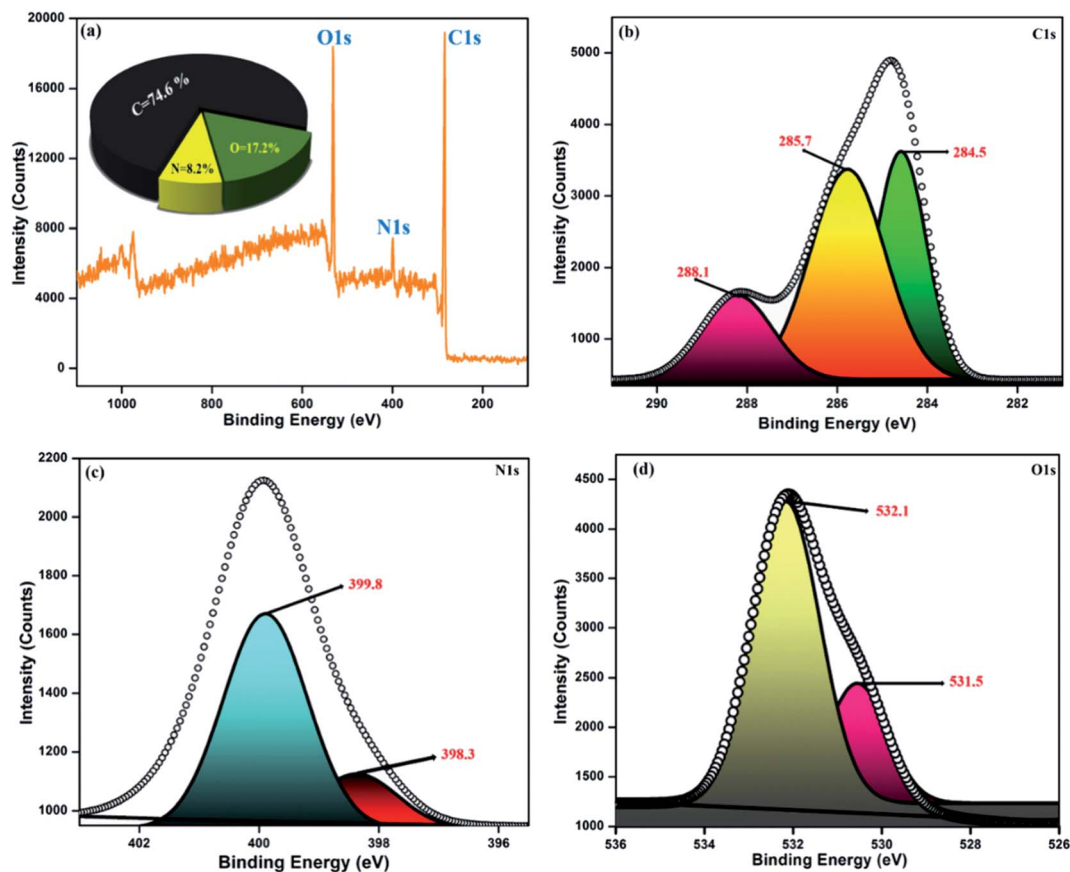 (a)
20000
16000
12000
8000
4000
0
Intensity (Counts)
O1s
C1s
N1s
C=74.6 %
N=8.2%
O=17.2%
1000 800 600 400 200
Binding Energy (eV)
(b)
C1s
5000
4000
3000
2000
1000
Intensity (Counts)
285.7
284.5
288.1
290 288 286 284 282
Binding Energy (eV)
(c)
N1s
2200
2000
1800
1600
1400
1200
1000
Intensity (Counts)
399.8
398.3
402 400 398 396
Binding Energy (eV)
(d)
O1s
4500
4000
3500
3000
2500
2000
1500
1000
Intensity (Counts)
532.1
531.5
536 534 532 530 528 526
Binding Energy (eV)